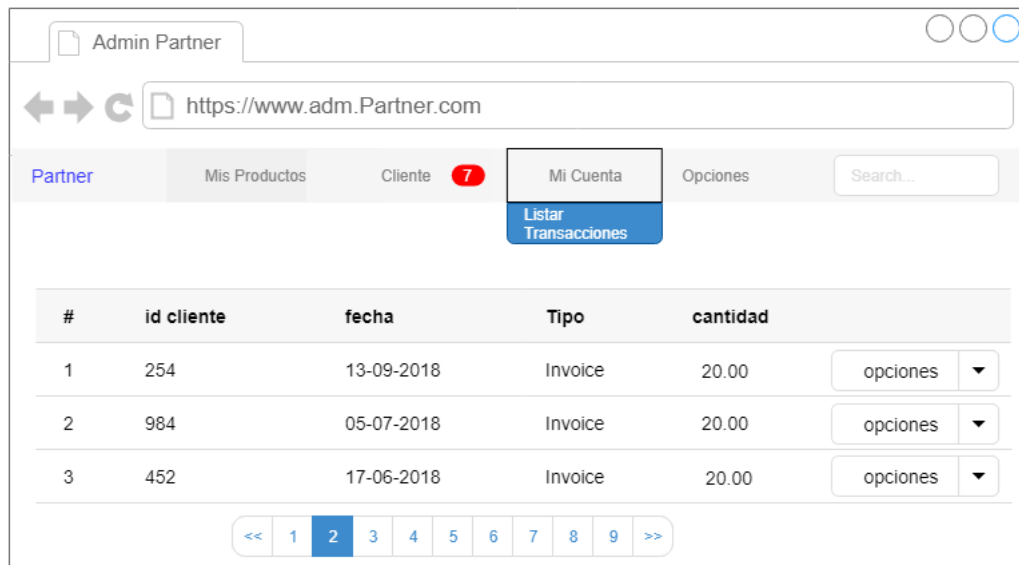 Admin Partner
https://www.adm.Partner.com
Partner Mis Productos Cliente 7 Mi Cuenta Opciones Search...
Listar
Transacciones
# id cliente fecha Tipo cantidad
1 254 13-09-2018 Invoice 20.00 opciones
2 984 05-07-2018 Invoice 20.00 opciones
3 452 17-06-2018 Invoice 20.00 opciones
<< 1 2 3 4 5 6 7 8 9 >>